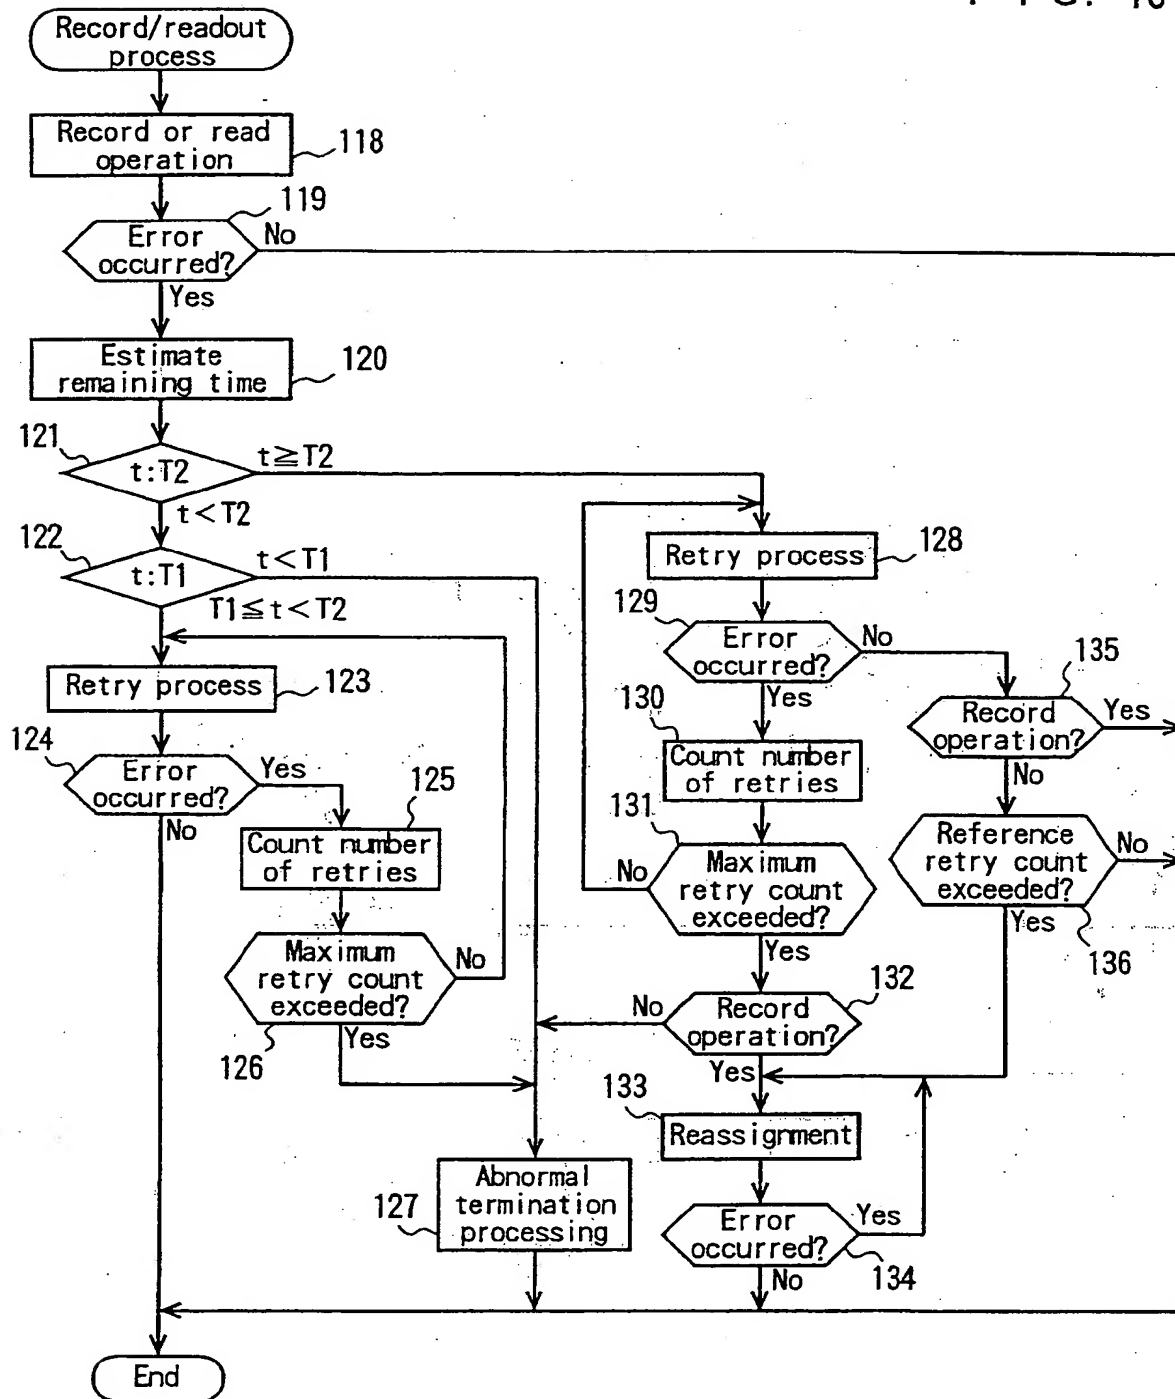 Record/readout
process
Record or read
operation
118
119
Error
occurred?
No
Yes
Estimate
remaining time
120
121
t:T2
t≧T2
t<T2
122
t:T1
t<T1
T1≦t<T2
Retry process
123
124
Error
occurred?
Yes
No
125
Count number
of retries
Maximum
retry count
exceeded?
No
Yes
126
Abnormal
termination
processing
127
Retry process
128
129
Error
occurred?
No
Yes
130
Count number
of retries
131
Maximum
retry count
exceeded?
No
Yes
132
Record
operation?
No
Yes
133
Reassignment
Error
occurred?
Yes
No
134
135
Record
operation?
Yes
No
Reference
retry count
exceeded?
No
Yes
136
End